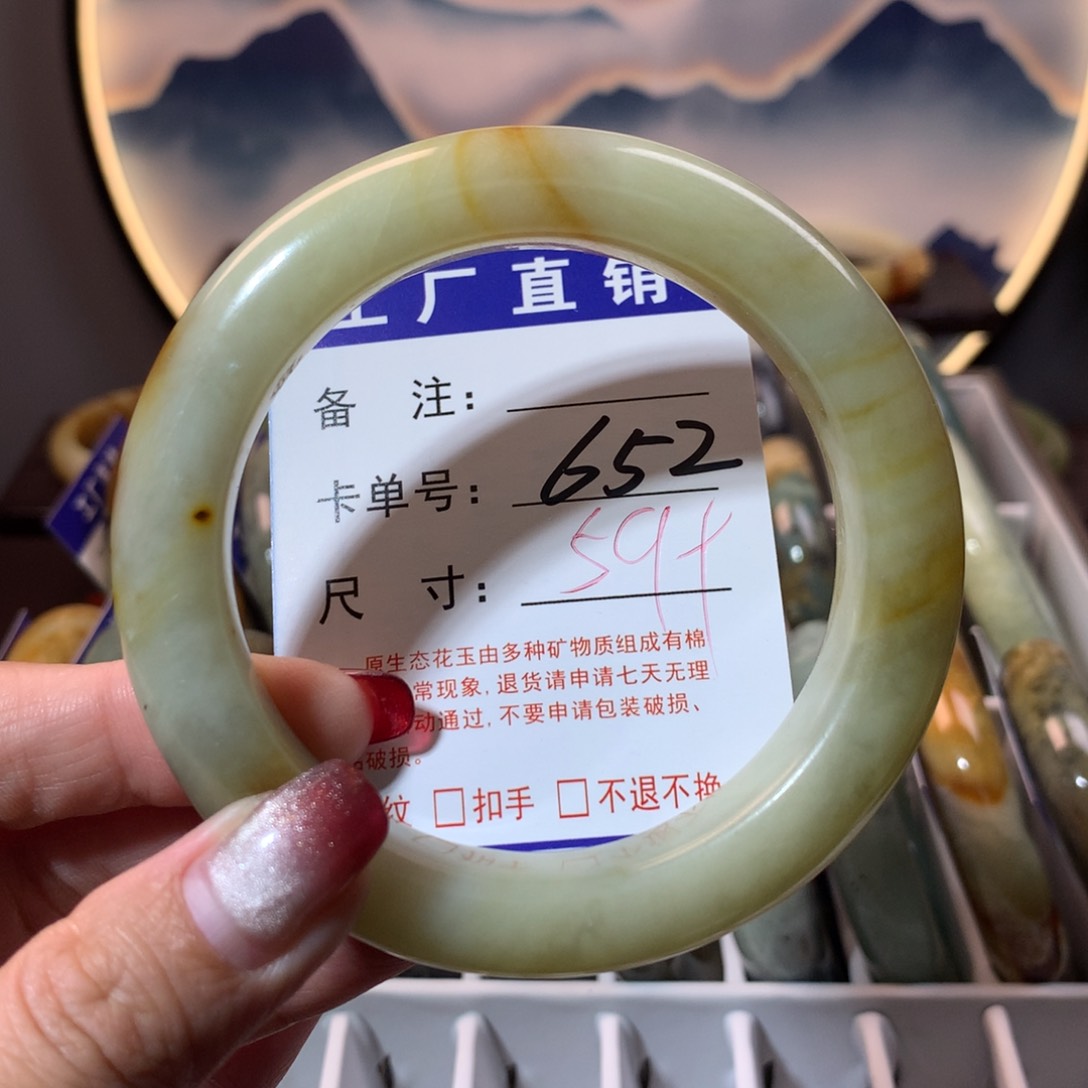 工厂直销
备 注：
卡单号：652
尺 寸：59+
原生态花玉由多种矿物质组成有棉
常现象，退货请申请七天无理
动通过，不要申请包装破损、
破损。
纹 □扣手 □不退不换